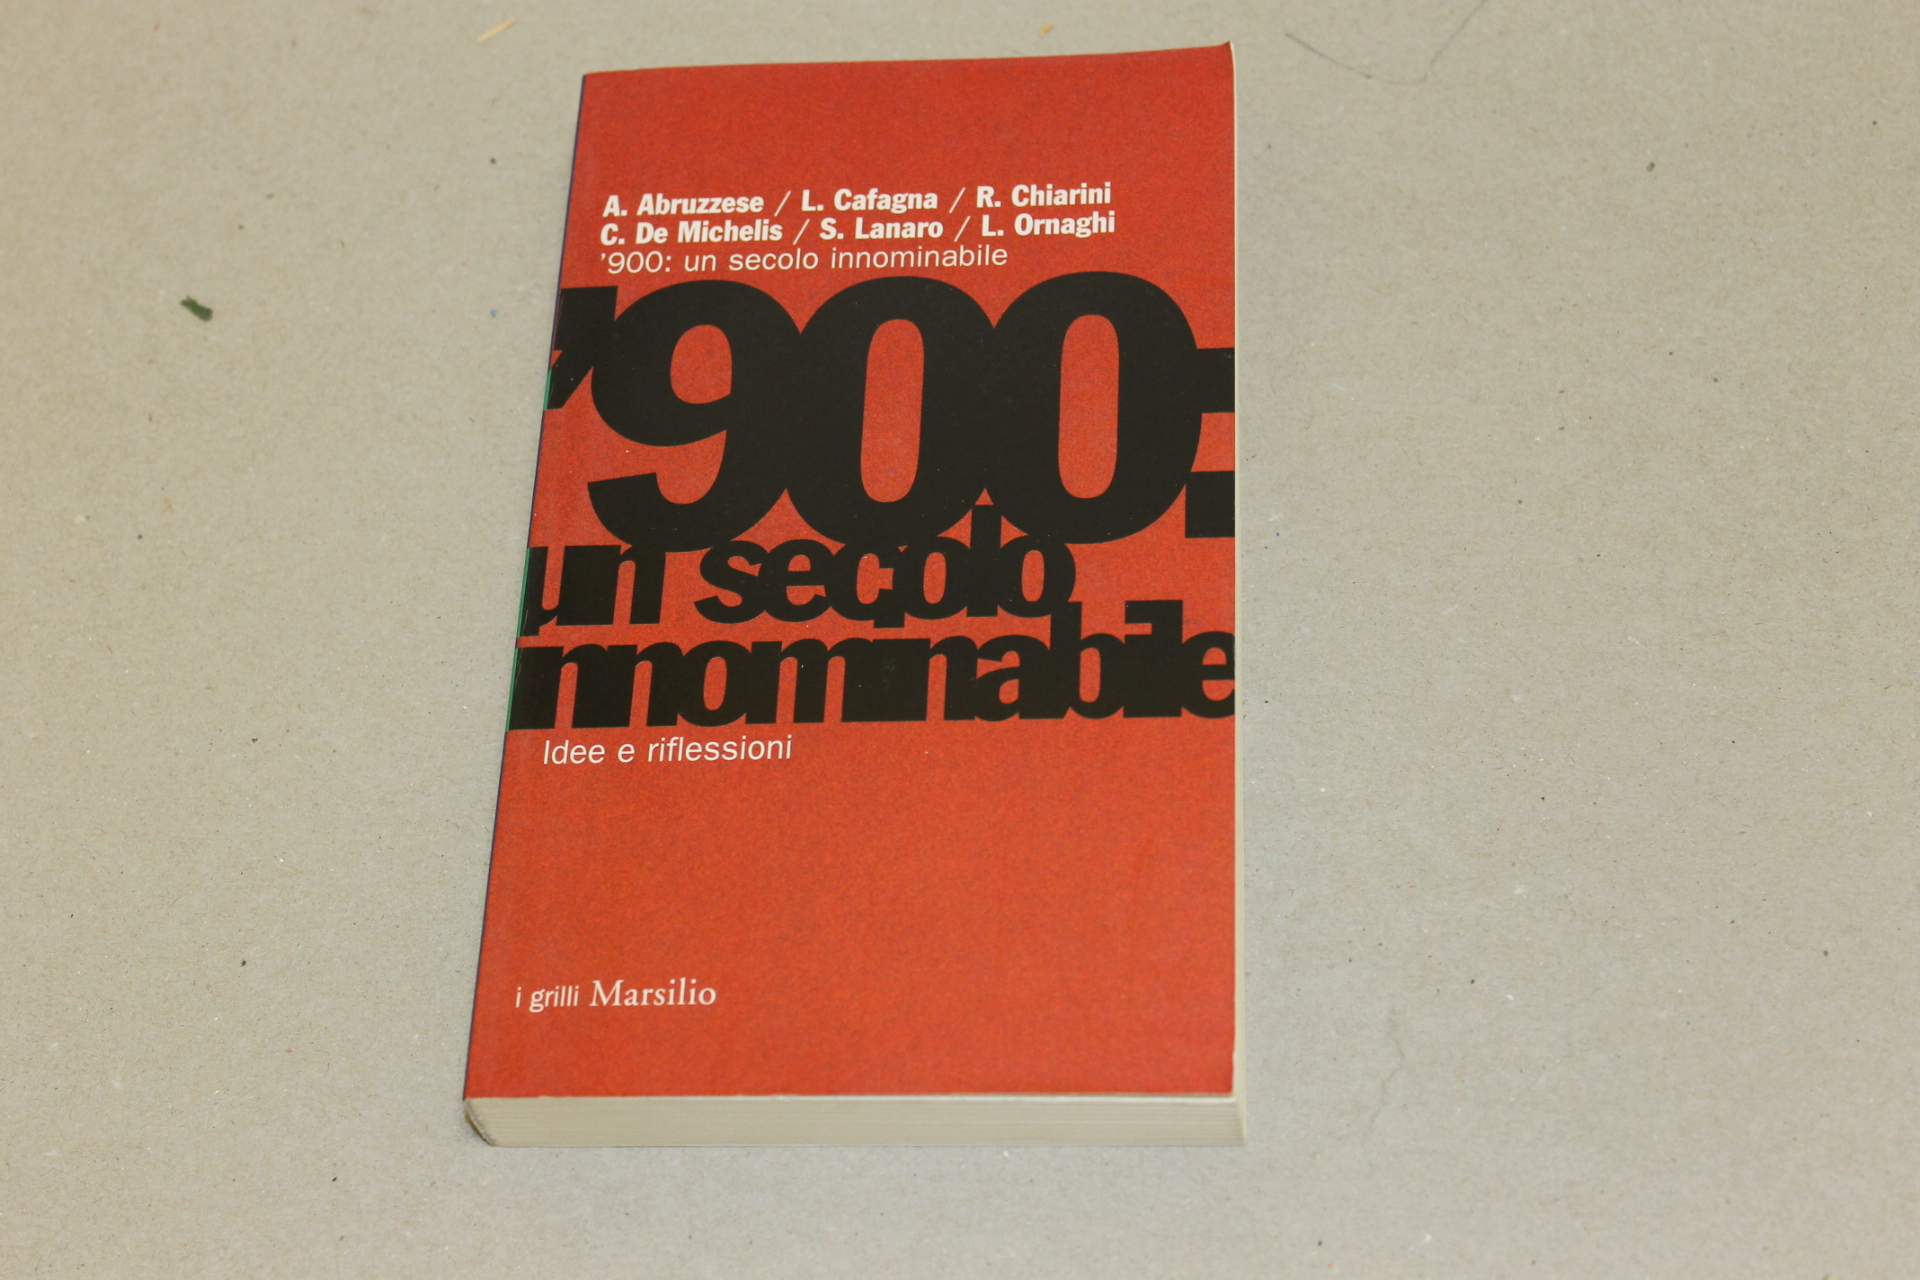 A. Abruzzese / L. Cafagna / R. Chiarini
C. De Michelis / S. Lanaro / L. Ornaghi
'900: un secolo innominabile
'900:
un secolo
innominabile
Idee e riflessioni
i grilli Marsilio